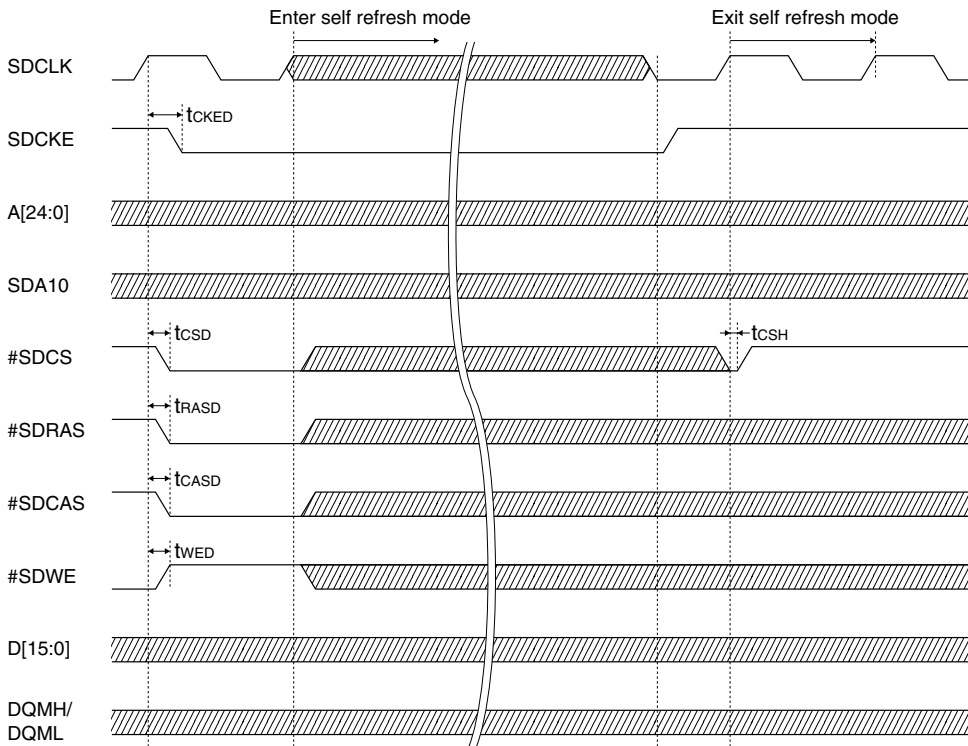 Enter self refresh mode Exit self refresh mode
SDCLK
tCKED
SDCKE
A[24:0]
SDA10
tCSD tCSH
#SDCS
tRASD
#SDRAS
tCASD
#SDCAS
tWED
#SDWE
D[15:0]
DQMH/
DQML